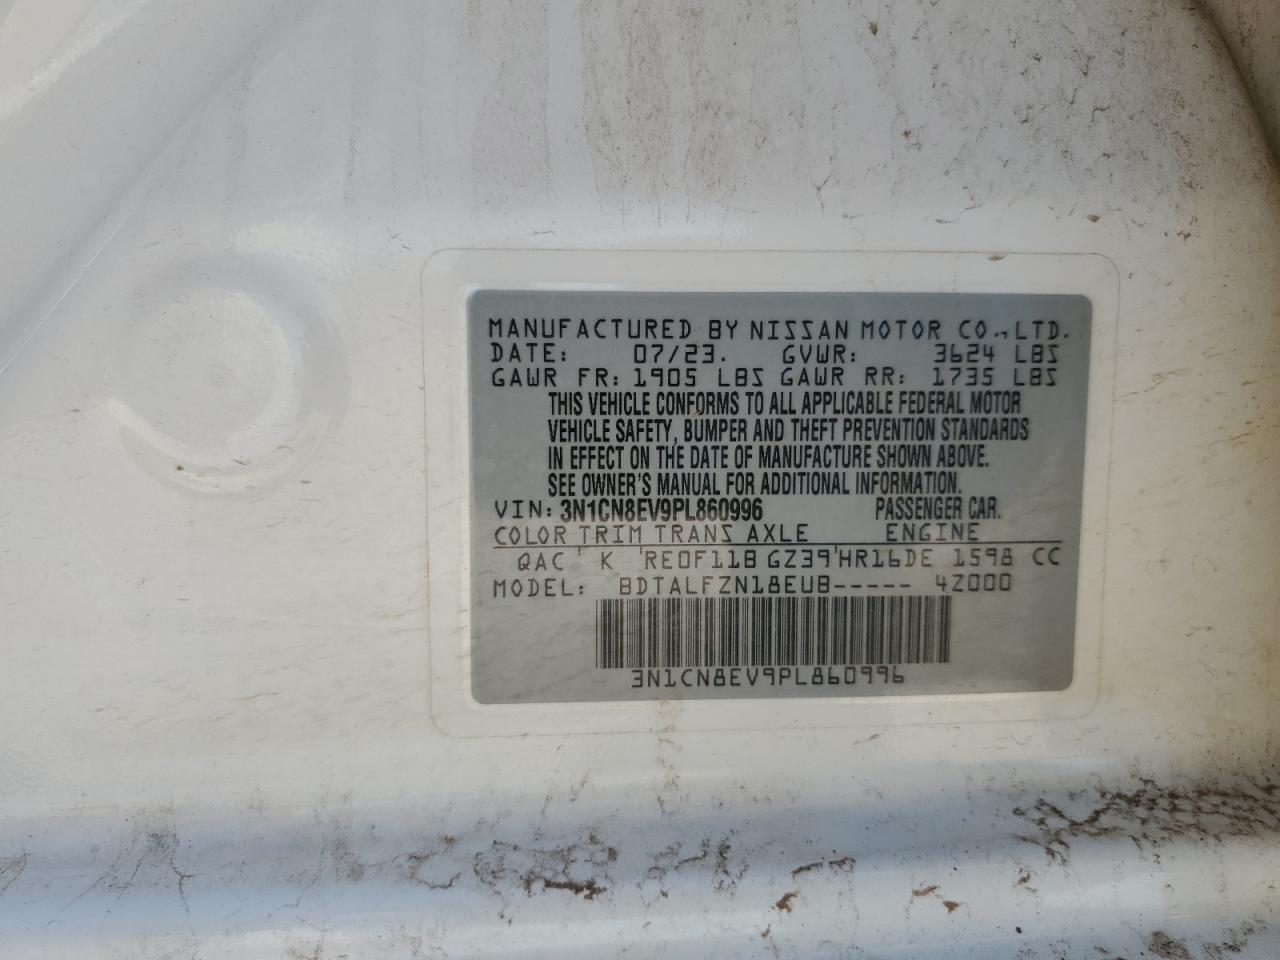 MANUFACTURED BY NISSAN MOTOR CO., LTD.
DATE: 07/23. GVWR: 3624 LBS
GAWR FR: 1905 LBS GAWR RR: 1735 LBS
THIS VEHICLE CONFORMS TO ALL APPLICABLE FEDERAL MOTOR
VEHICLE SAFETY, BUMPER AND THEFT PREVENTION STANDARDS
IN EFFECT ON THE DATE OF MANUFACTURE SHOWN ABOVE.
SEE OWNER'S MANUAL FOR ADDITIONAL INFORMATION.
VIN: 3N1CN8EV9PL860996 PASSENGER CAR.
COLOR TRIM TRANS AXLE ENGINE
QAC ' K 'RE0F11B GZ39'HR16DE 1598 CC
MODEL: BDTALFZN18EUB----- 4Z000
3N1CN8EV9PL860996